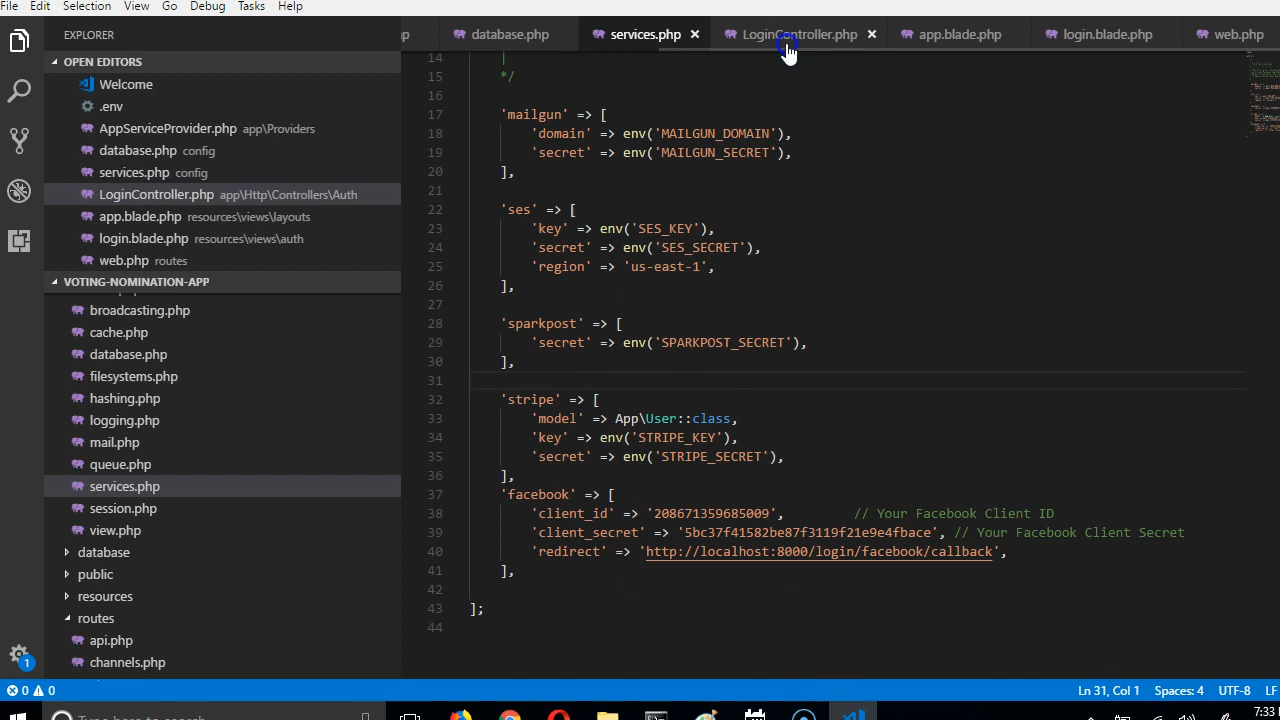 File Edit Selection View Go Debug Tasks Help
EXPLORER
OPEN EDITORS
Welcome
.env
AppServiceProvider.php app\Providers
database.php config
services.php config
LoginController.php app\Http\Controllers\Auth
app.blade.php resources\views\layouts
login.blade.php resources\views\auth
web.php routes
VOTING-NOMINATION-APP
broadcasting.php
cache.php
database.php
filesystems.php
hashing.php
logging.php
mail.php
queue.php
services.php
session.php
view.php
database
public
resources
routes
api.php
channels.php
database.php services.php LoginController.php app.blade.php login.blade.php web.php
14 |
15 */
16
17 'mailgun' => [
18 'domain' => env('MAILGUN_DOMAIN'),
19 'secret' => env('MAILGUN_SECRET'),
20 ],
21
22 'ses' => [
23 'key' => env('SES_KEY'),
24 'secret' => env('SES_SECRET'),
25 'region' => 'us-east-1',
26 ],
27
28 'sparkpost' => [
29 'secret' => env('SPARKPOST_SECRET'),
30 ],
31
32 'stripe' => [
33 'model' => App\User::class,
34 'key' => env('STRIPE_KEY'),
35 'secret' => env('STRIPE_SECRET'),
36 ],
37 'facebook' => [
38 'client_id' => '208671359685009', // Your Facebook Client ID
39 'client_secret' => '5bc37f41582be87f3119f21e9e4fbace', // Your Facebook Client Secret
40 'redirect' => 'http://localhost:8000/login/facebook/callback',
41 ],
42
43 ];
44
1
0 0
Ln 31, Col 1 Spaces: 4 UTF-8 LF
Type here to search
7:33